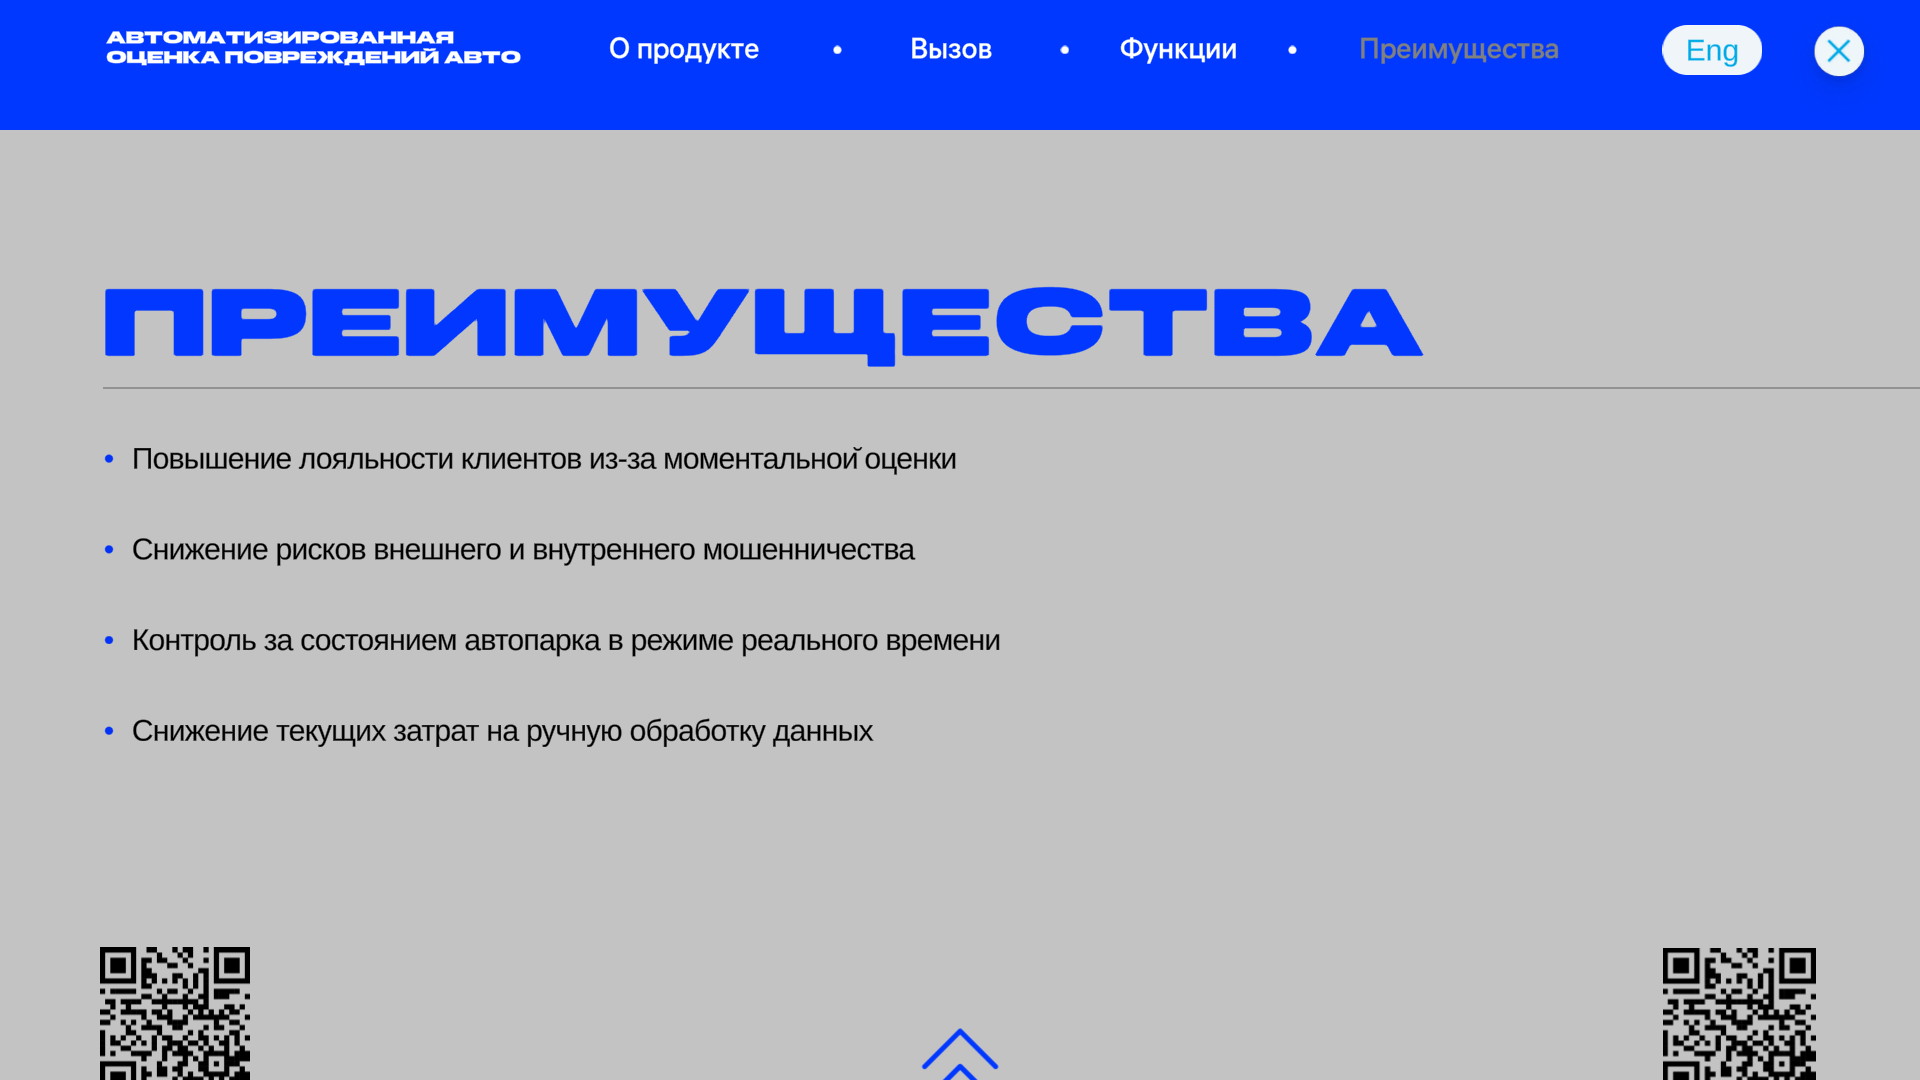 АВТОМАТИЗИРОВАННАЯ
ОЦЕНКА ПОВРЕЖДЕНИЙ АВТО
О продукте • Вызов • Функции • Преимущества
Eng
ПРЕИМУЩЕСТВА
• Повышение лояльности клиентов из-за моментальной оценки
• Снижение рисков внешнего и внутреннего мошенничества
• Контроль за состоянием автопарка в режиме реального времени
• Снижение текущих затрат на ручную обработку данных